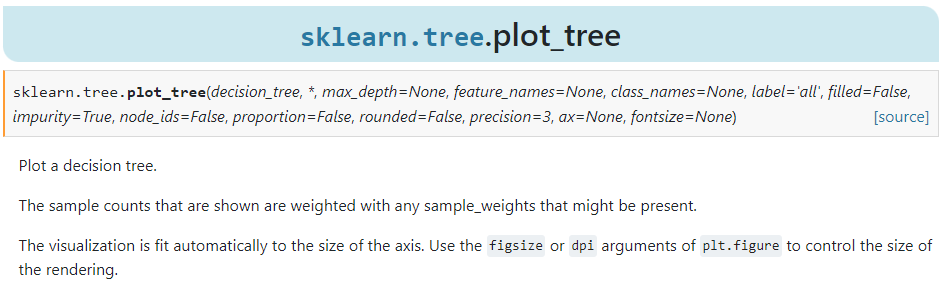 sklearn.tree.plot_tree
sklearn.tree.plot_tree(decision_tree, *, max_depth=None, feature_names=None, class_names=None, label='all', filled=False,
impurity=True, node_ids=False, proportion=False, rounded=False, precision=3, ax=None, fontsize=None) [source]
Plot a decision tree.
The sample counts that are shown are weighted with any sample_weights that might be present.
The visualization is fit automatically to the size of the axis. Use the figsize or dpi arguments of plt.figure to control the size of
the rendering.